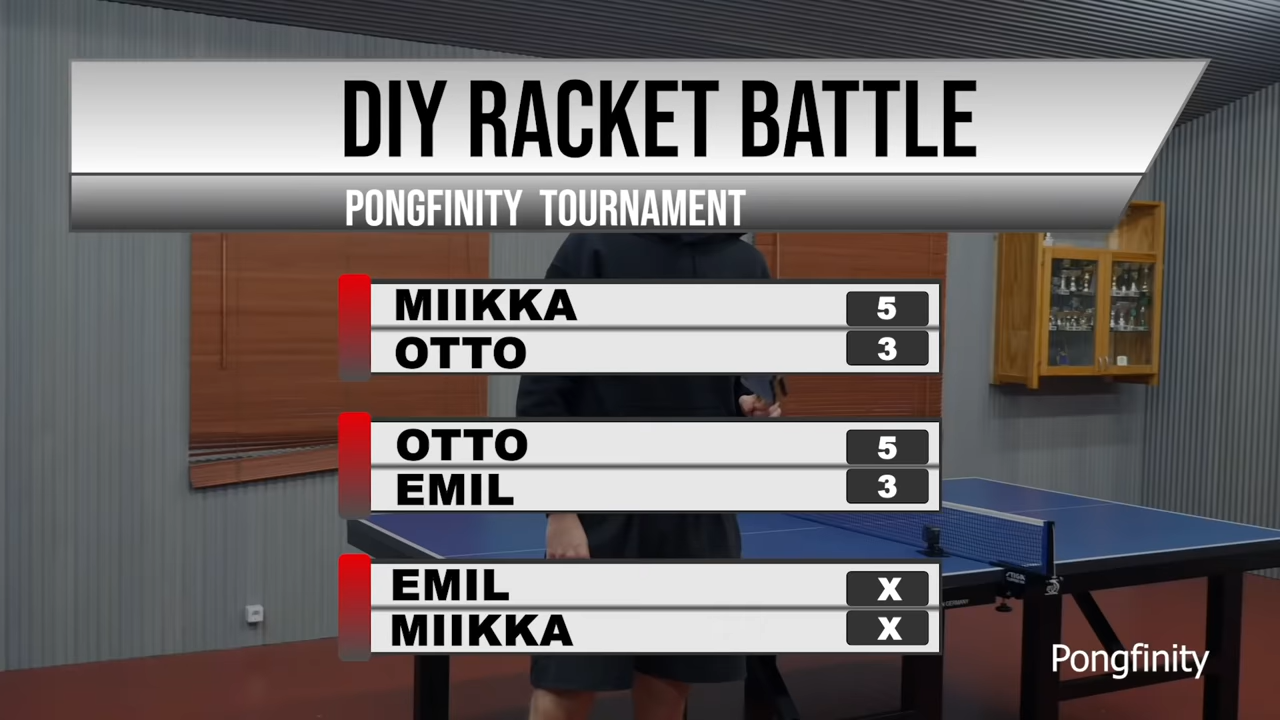 DIY RACKET BATTLE
PONGFINITY TOURNAMENT
MIIKKA 5
OTTO 3
OTTO 5
EMIL 3
EMIL X
MIIKKA X
Pongfinity